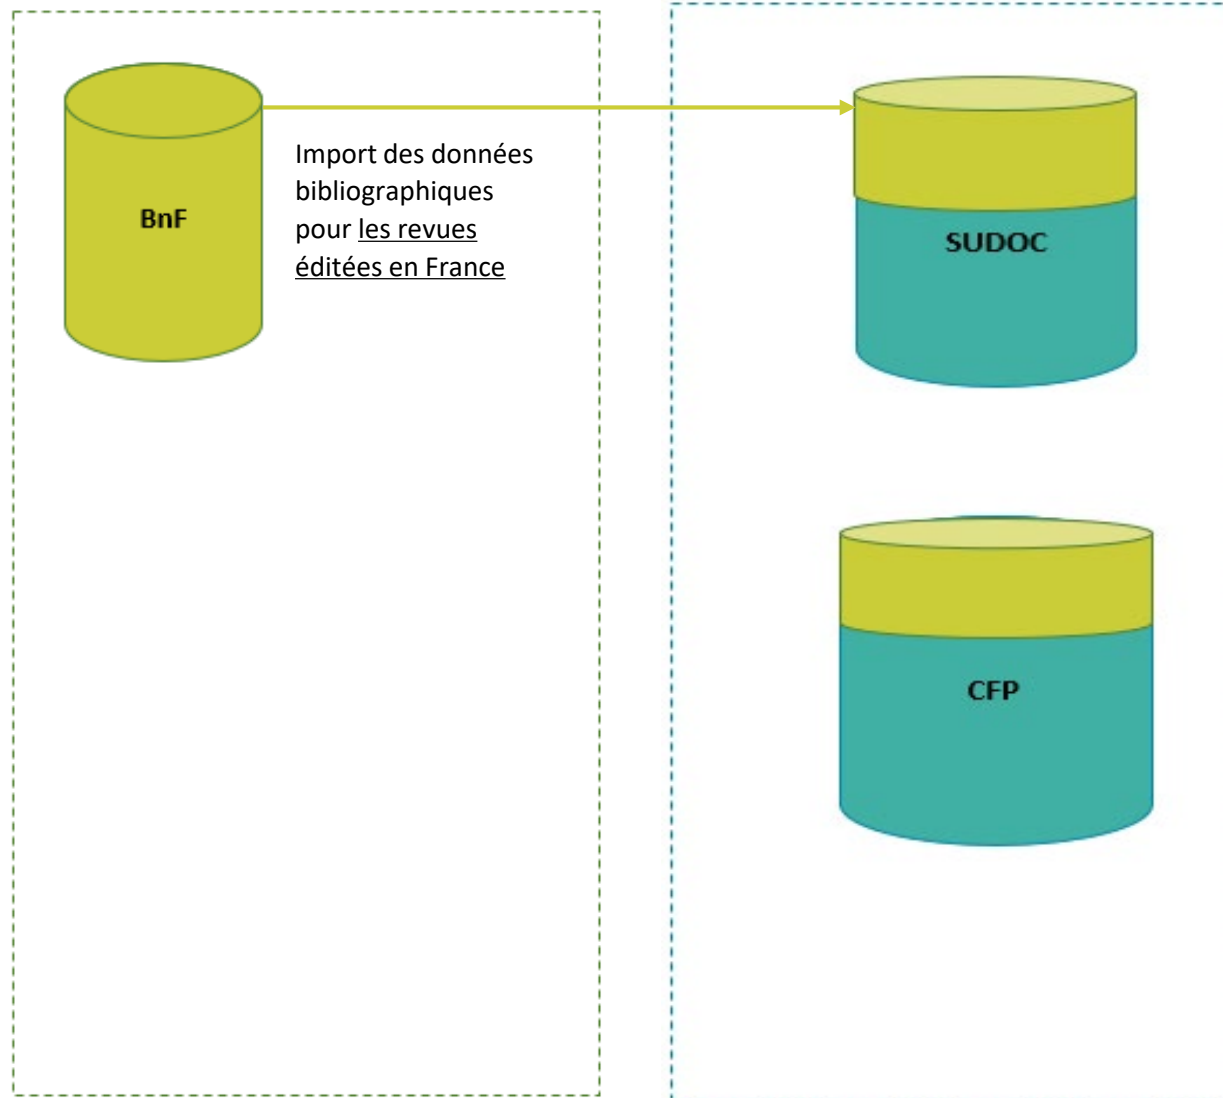 BnF
Import des données
bibliographiques
pour les revues
éditées en France
SUDOC
CFP